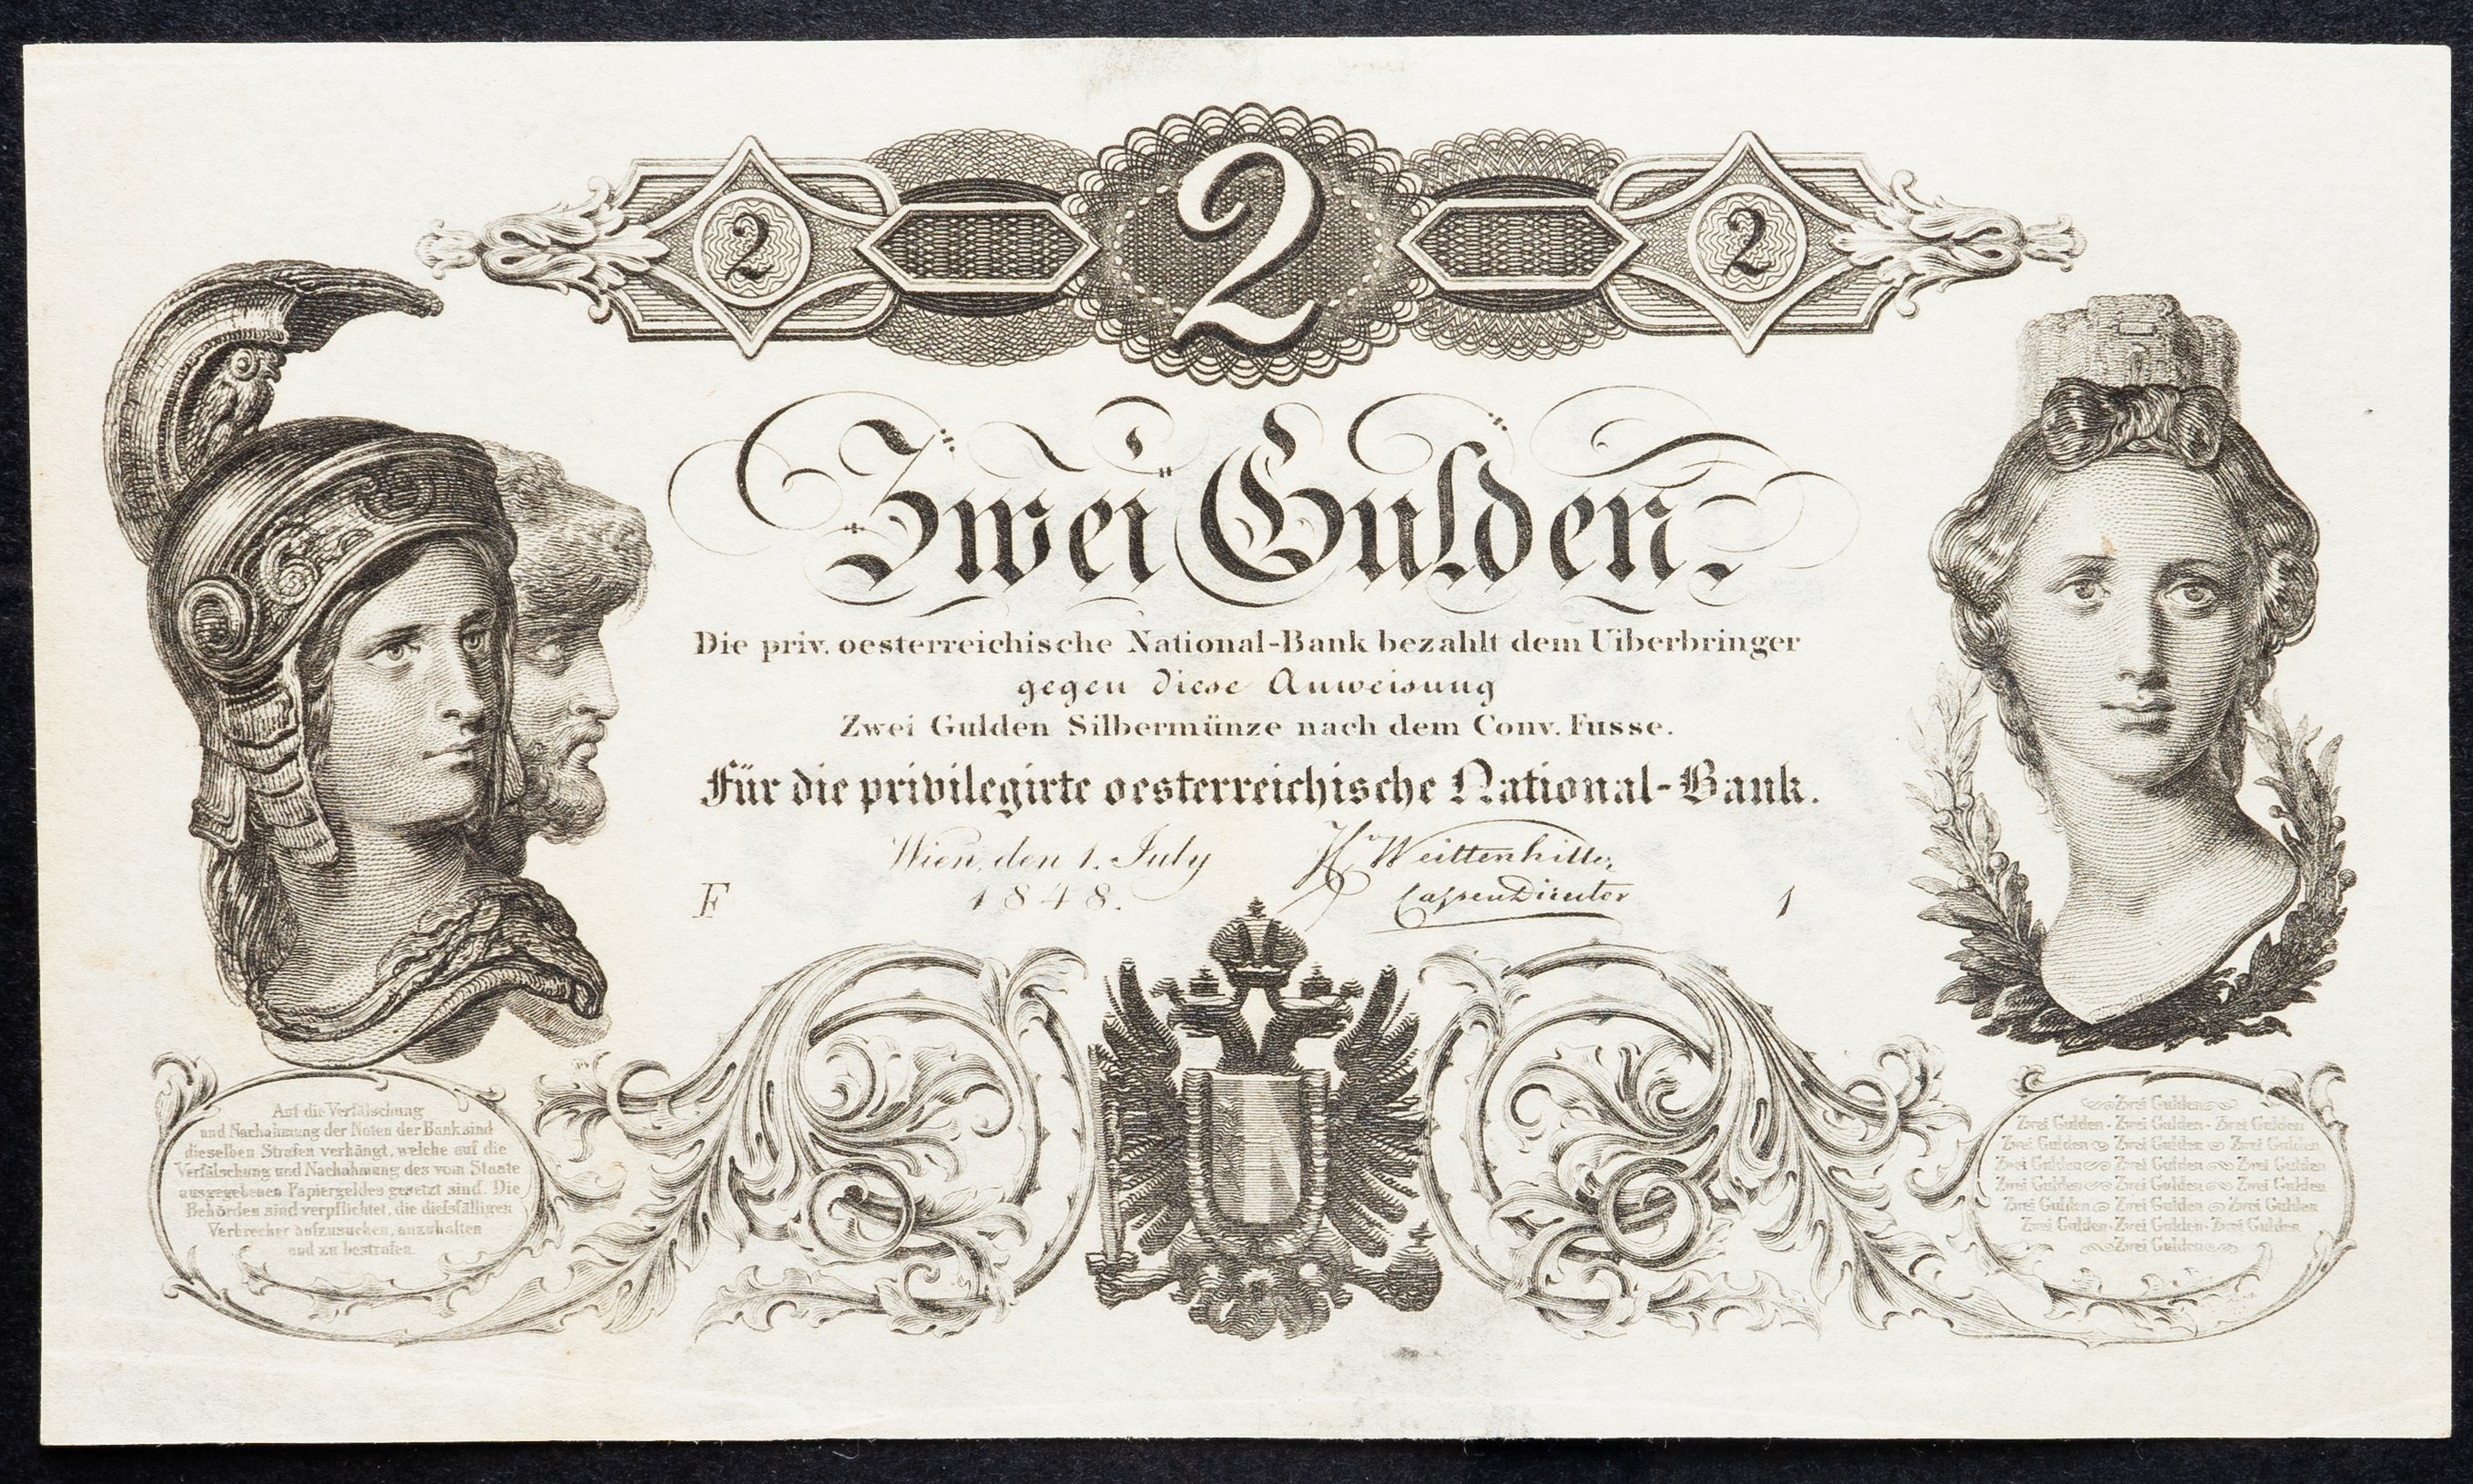 2 2 2
Zwei Gulden.
Die priv. oesterreichische National-Bank bezahlt dem Uiberbringer
gegen diese Anweisung
Zwei Gulden Silbermünze nach dem Conv. Fusse.
Für die privilegirte oesterreichische National-Bank.
Wien, den 1. July
1848.
Weittenhiller
Cassen Director
F 1
Auf die Verfälschung
und Nachahmung der Noten der Bank sind
dieselben Strafen verhängt, welche auf die
Verfälschung und Nachahmung des vom Staate
ausgegebenen Papiergeldes gesetzt sind. Die
Behörden sind verpflichtet, die diefsfälligen
Verbrecher aufzusuchen, anzuhalten
und zu bestrafen.
Zwei Gulden
Zwei Gulden - Zwei Gulden - Zwei Gulden
Zwei Gulden Zwei Gulden Zwei Gulden
Zwei Gulden Zwei Gulden Zwei Gulden
Zwei Gulden Zwei Gulden Zwei Gulden
Zwei Gulden Zwei Gulden Zwei Gulden
Zwei Gulden - Zwei Gulden - Zwei Gulden
Zwei Gulden